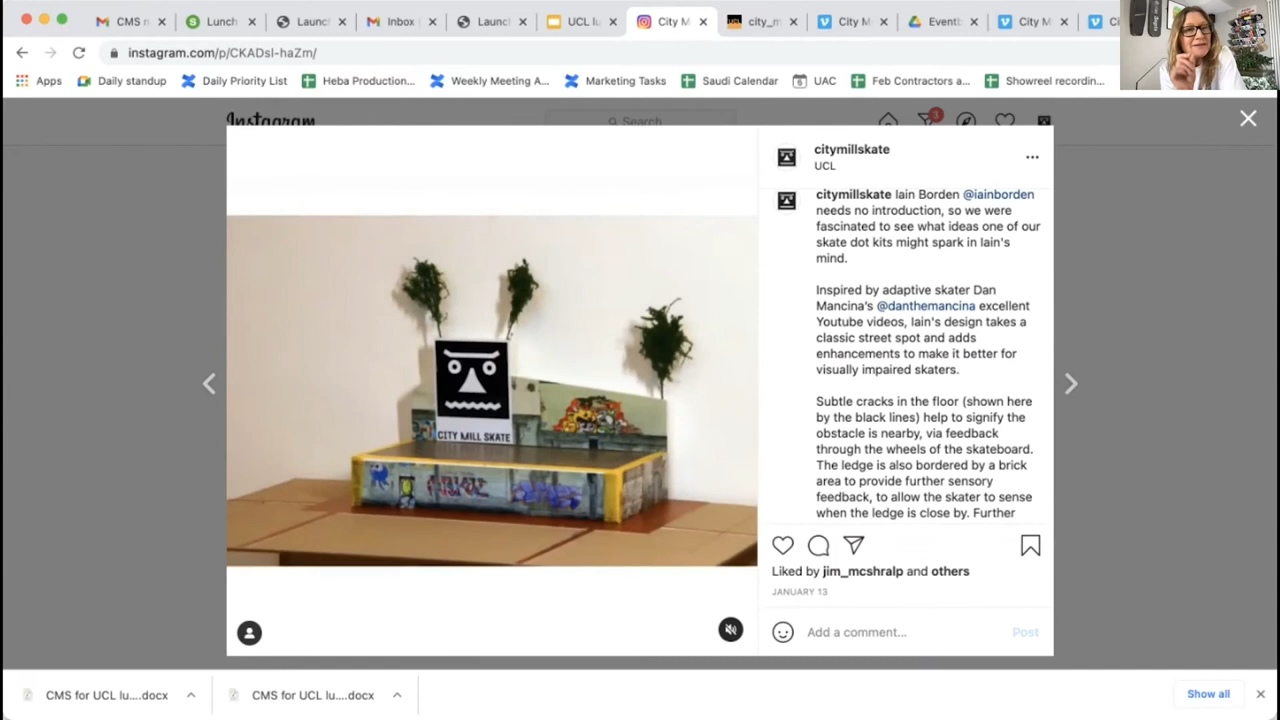 CMS n
Lunch
Launc
Inbox
Launc
UCL lu
City M
city_m
City M
Eventb
City M
Ci
instagram.com/p/CKADsI-haZm/
Apps
Daily standup
Daily Priority List
Heba Production...
Weekly Meeting A...
Marketing Tasks
Saudi Calendar
UAC
Feb Contractors a...
Showreel recordin...
Instagram
Search
3
citymillskate
UCL
citymillskate Iain Borden @iainborden
needs no introduction, so we were
fascinated to see what ideas one of our
skate dot kits might spark in Iain's
mind.
Inspired by adaptive skater Dan
Mancina's @danthemancina excellent
Youtube videos, Iain's design takes a
classic street spot and adds
enhancements to make it better for
visually impaired skaters.
Subtle cracks in the floor (shown here
by the black lines) help to signify the
obstacle is nearby, via feedback
through the wheels of the skateboard.
The ledge is also bordered by a brick
area to provide further sensory
feedback, to allow the skater to sense
when the ledge is close by. Further
CITY MILL SKATE
Liked by jim_mcshralp and others
JANUARY 13
Add a comment...
Post
CMS for UCL lu....docx
CMS for UCL lu....docx
Show all